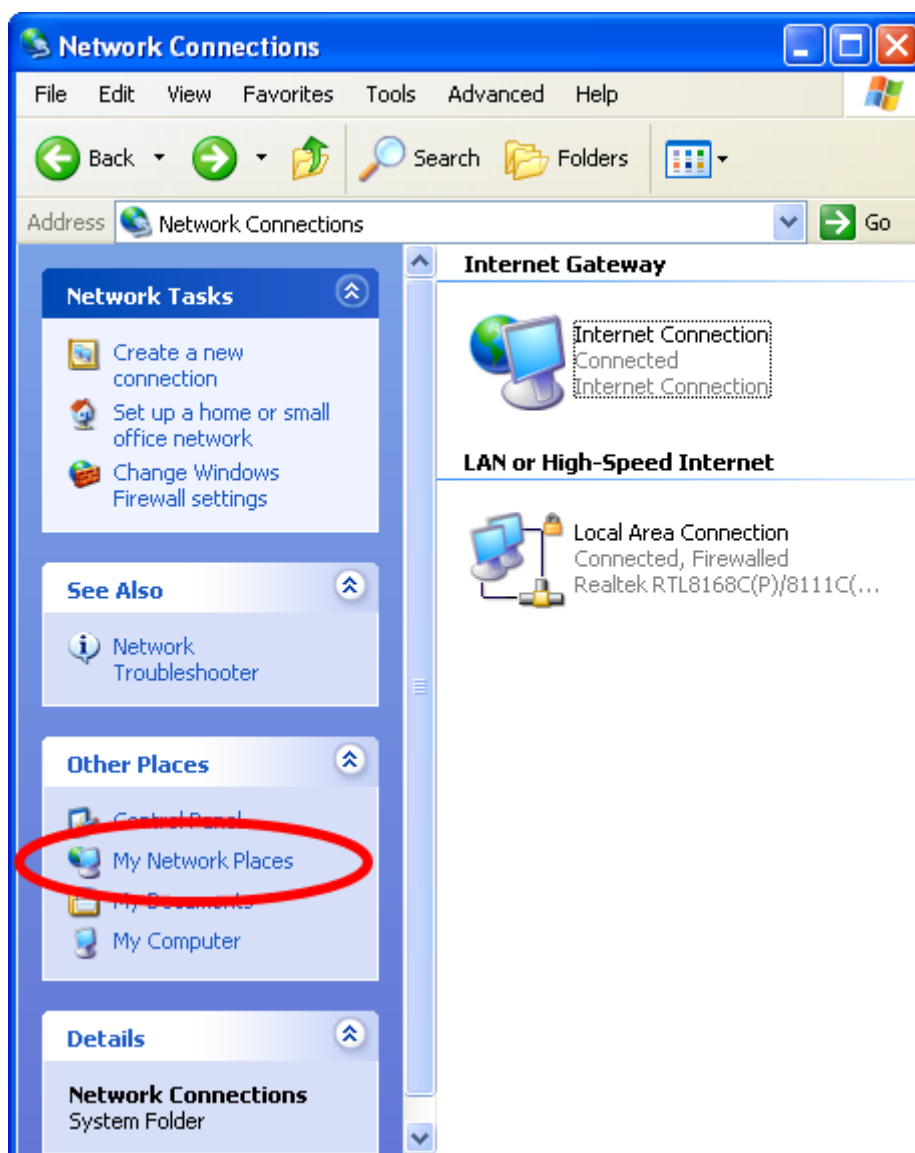 Network Connections
File Edit View Favorites Tools Advanced Help
Back Search Folders
Address Network Connections Go
Network Tasks
Create a new
connection
Set up a home or small
office network
Change Windows
Firewall settings
See Also
Network
Troubleshooter
Other Places
Control Panel
My Network Places
My Documents
My Computer
Details
Network Connections
System Folder
Internet Gateway
Internet Connection
Connected
Internet Connection
LAN or High-Speed Internet
Local Area Connection
Connected, Firewalled
Realtek RTL8168C(P)/8111C(...